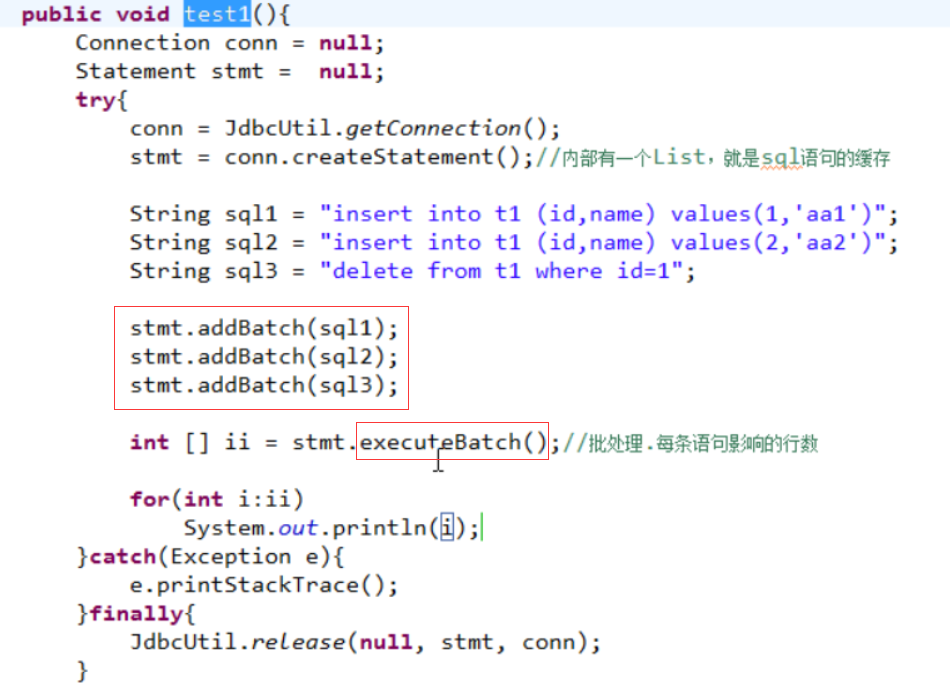 public void test1(){
Connection conn = null;
Statement stmt =  null;
try{
conn = JdbcUtil.getConnection();
stmt = conn.createStatement();//内部有一个List，就是sql语句的缓存
String sql1 = "insert into t1 (id,name) values(1,'aa1')";
String sql2 = "insert into t1 (id,name) values(2,'aa2')";
String sql3 = "delete from t1 where id=1";
stmt.addBatch(sql1);
stmt.addBatch(sql2);
stmt.addBatch(sql3);
int [] ii = stmt.executeBatch();//批处理.每条语句影响的行数
for(int i:ii)
System.out.println(i);
}catch(Exception e){
e.printStackTrace();
}finally{
JdbcUtil.release(null, stmt, conn);
}